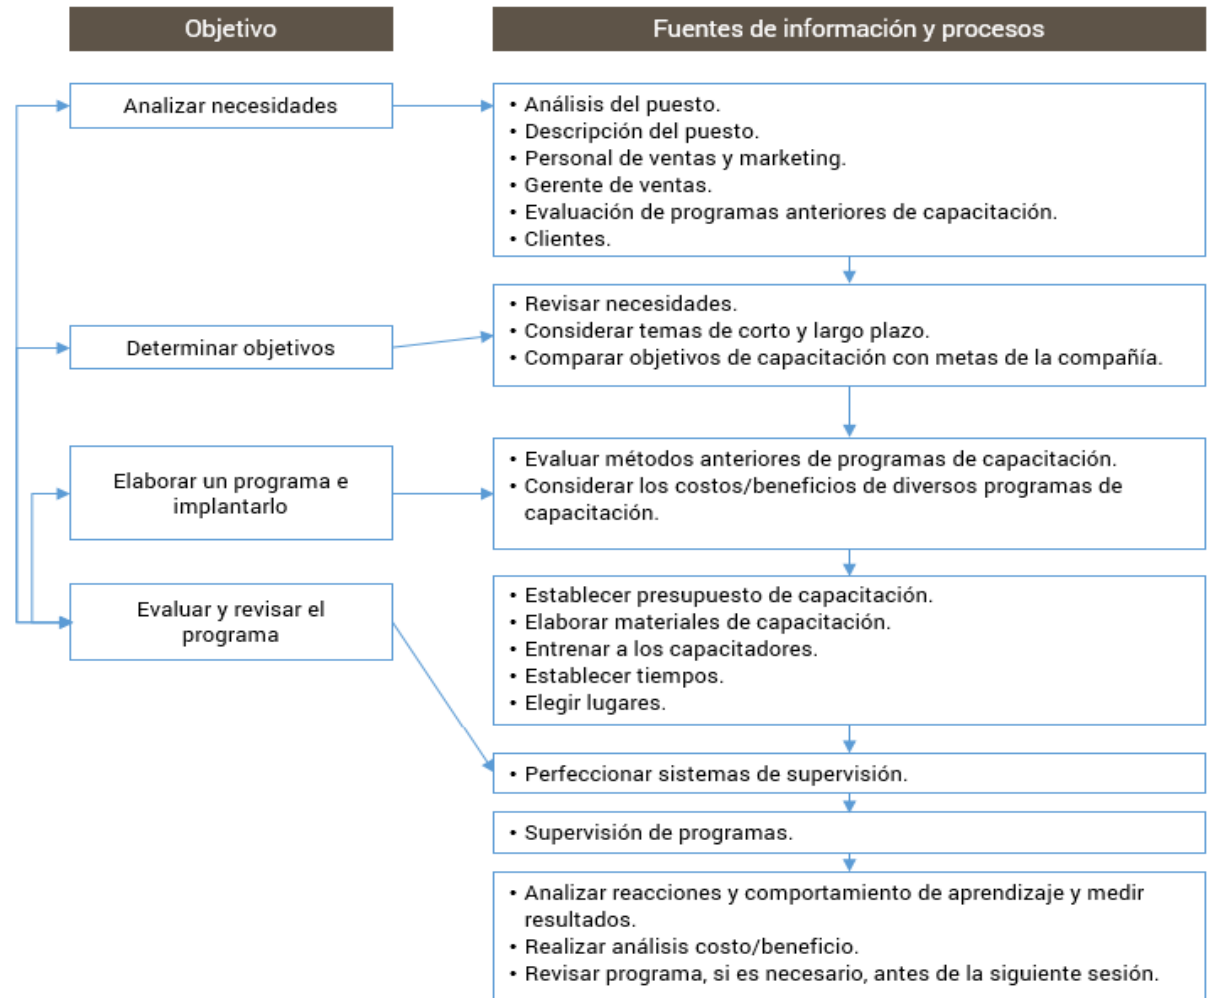 Objetivo
Fuentes de información y procesos
Analizar necesidades
• Análisis del puesto.
• Descripción del puesto.
• Personal de ventas y marketing.
• Gerente de ventas.
• Evaluación de programas anteriores de capacitación.
• Clientes.
Determinar objetivos
• Revisar necesidades.
• Considerar temas de corto y largo plazo.
• Comparar objetivos de capacitación con metas de la compañía.
Elaborar un programa e
implantarlo
• Evaluar métodos anteriores de programas de capacitación.
• Considerar los costos/beneficios de diversos programas de
capacitación.
Evaluar y revisar el
programa
• Establecer presupuesto de capacitación.
• Elaborar materiales de capacitación.
• Entrenar a los capacitadores.
• Establecer tiempos.
• Elegir lugares.
• Perfeccionar sistemas de supervisión.
• Supervisión de programas.
• Analizar reacciones y comportamiento de aprendizaje y medir
resultados.
• Realizar análisis costo/beneficio.
• Revisar programa, si es necesario, antes de la siguiente sesión.